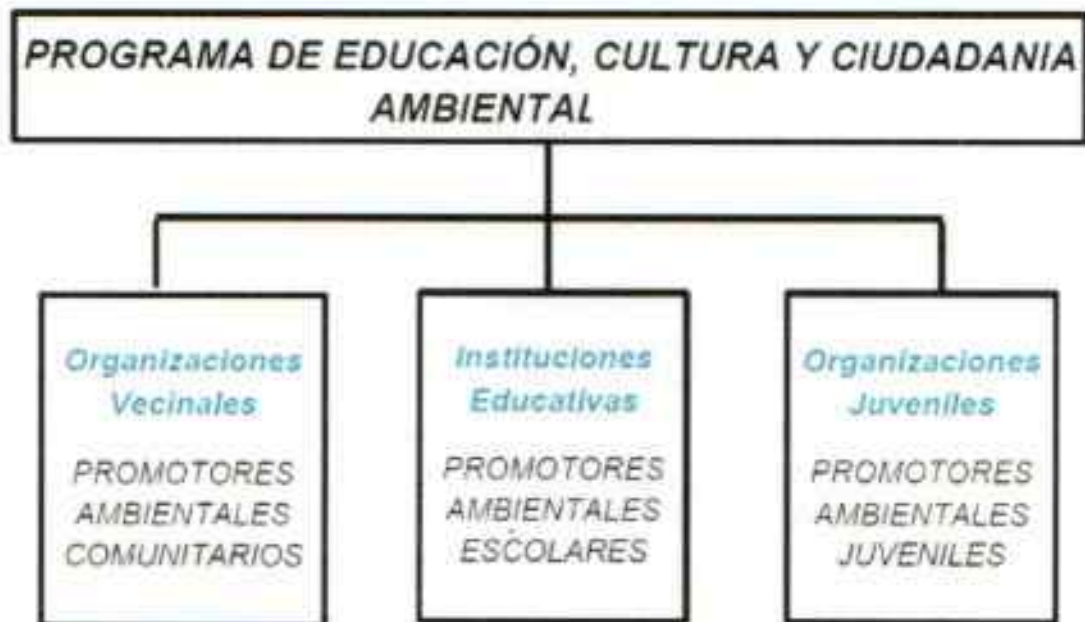 PROGRAMA DE EDUCACIÓN, CULTURA Y CIUDADANIA
AMBIENTAL
Organizaciones
Vecinales
PROMOTORES
AMBIENTALES
COMUNITARIOS
Instituciones
Educativas
PROMOTORES
AMBIENTALES
ESCOLARES
Organizaciones
Juveniles
PROMOTORES
AMBIENTALES
JUVENILES